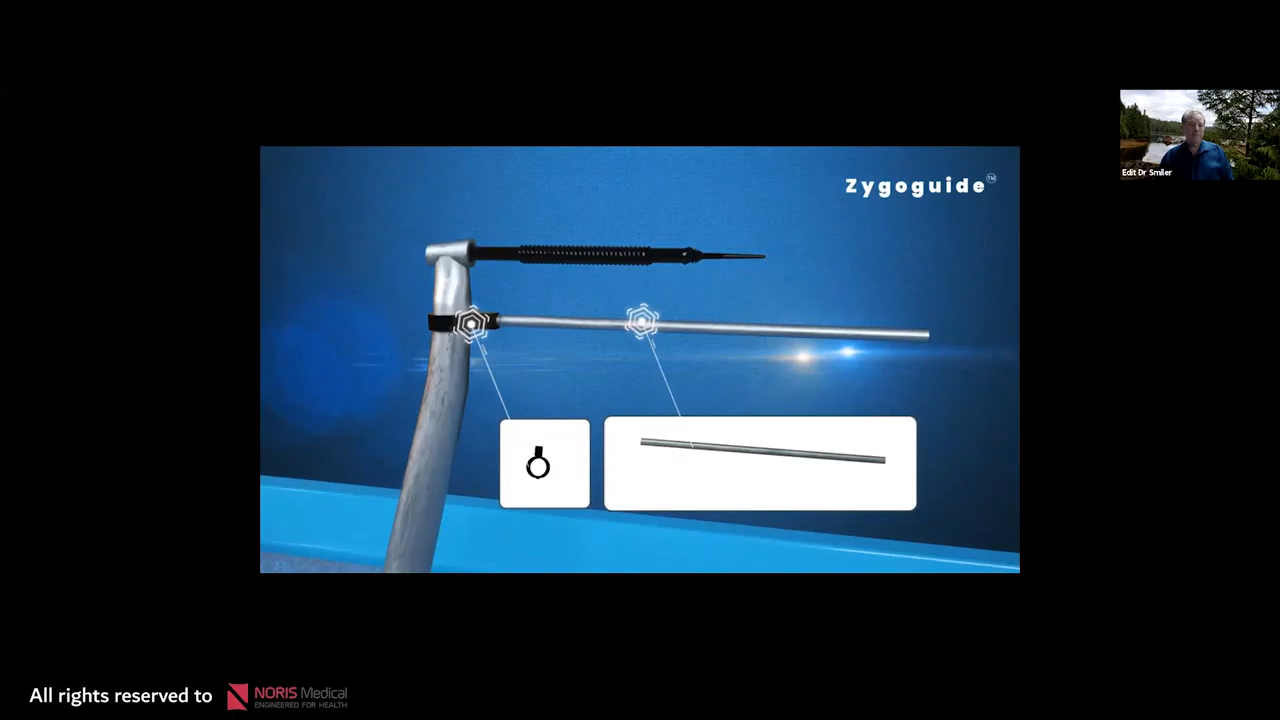 Zygoguide™
Edit Dr Smiler
All rights reserved to
NORIS Medical
ENGINEERED FOR HEALTH